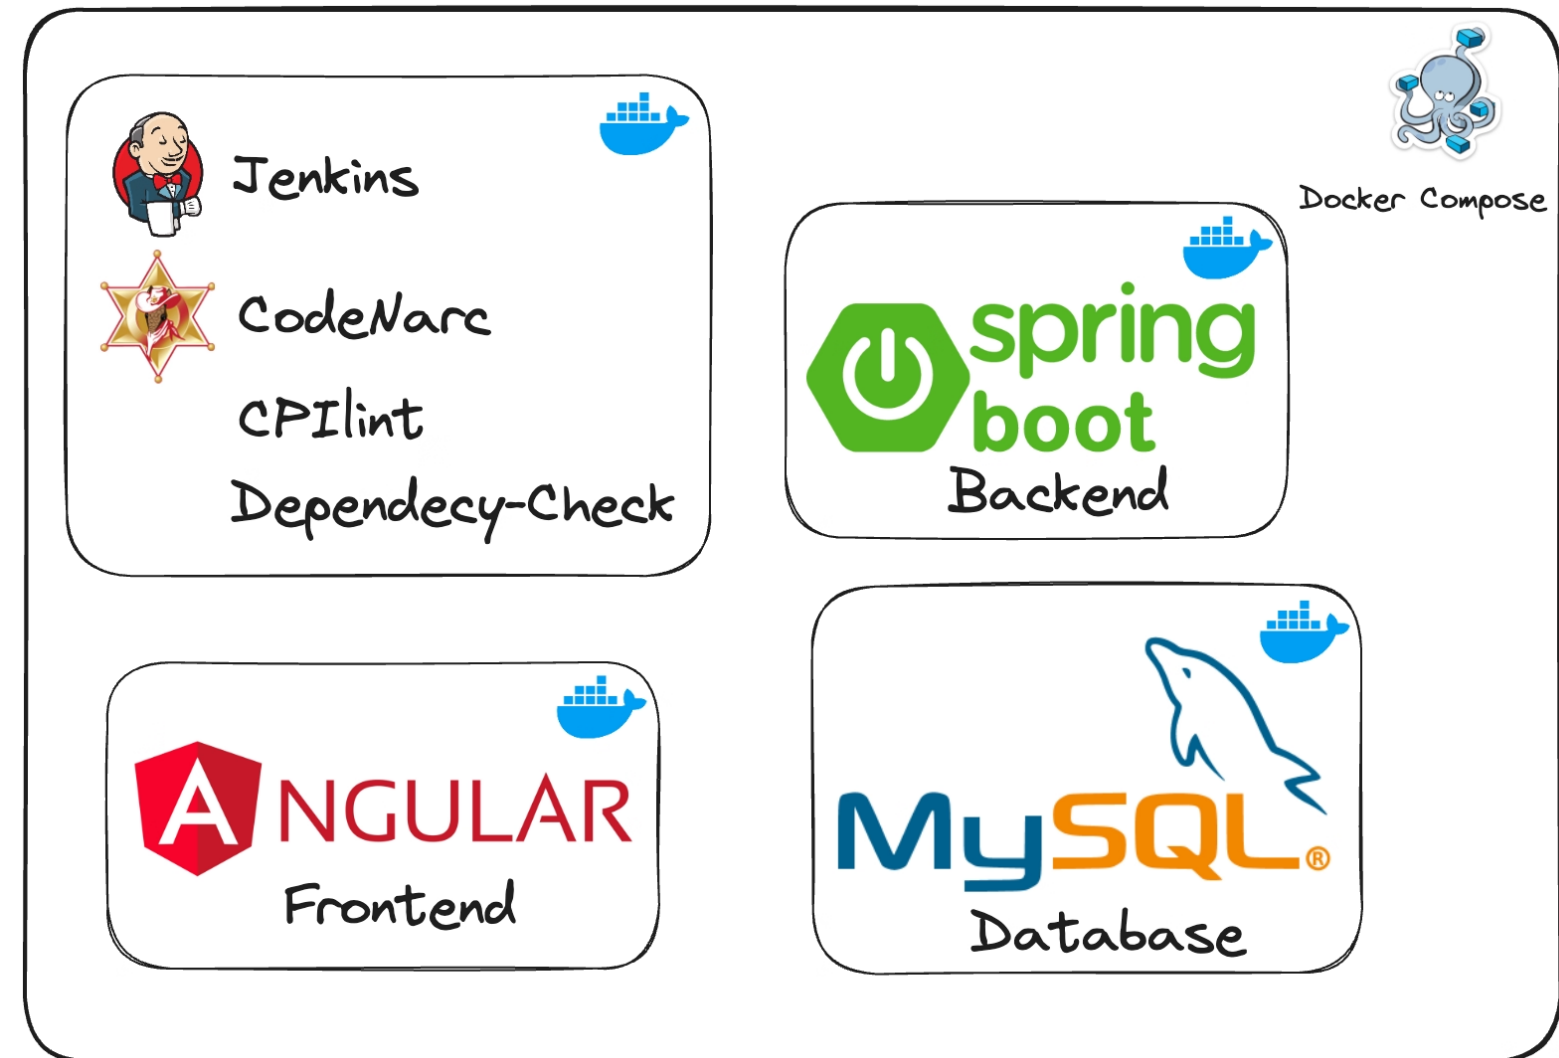 Docker Compose
Jenkins
CodeNarc
CPIlint
Dependecy-Check
spring
boot
Backend
ANGULAR
Frontend
MySQL®
Database